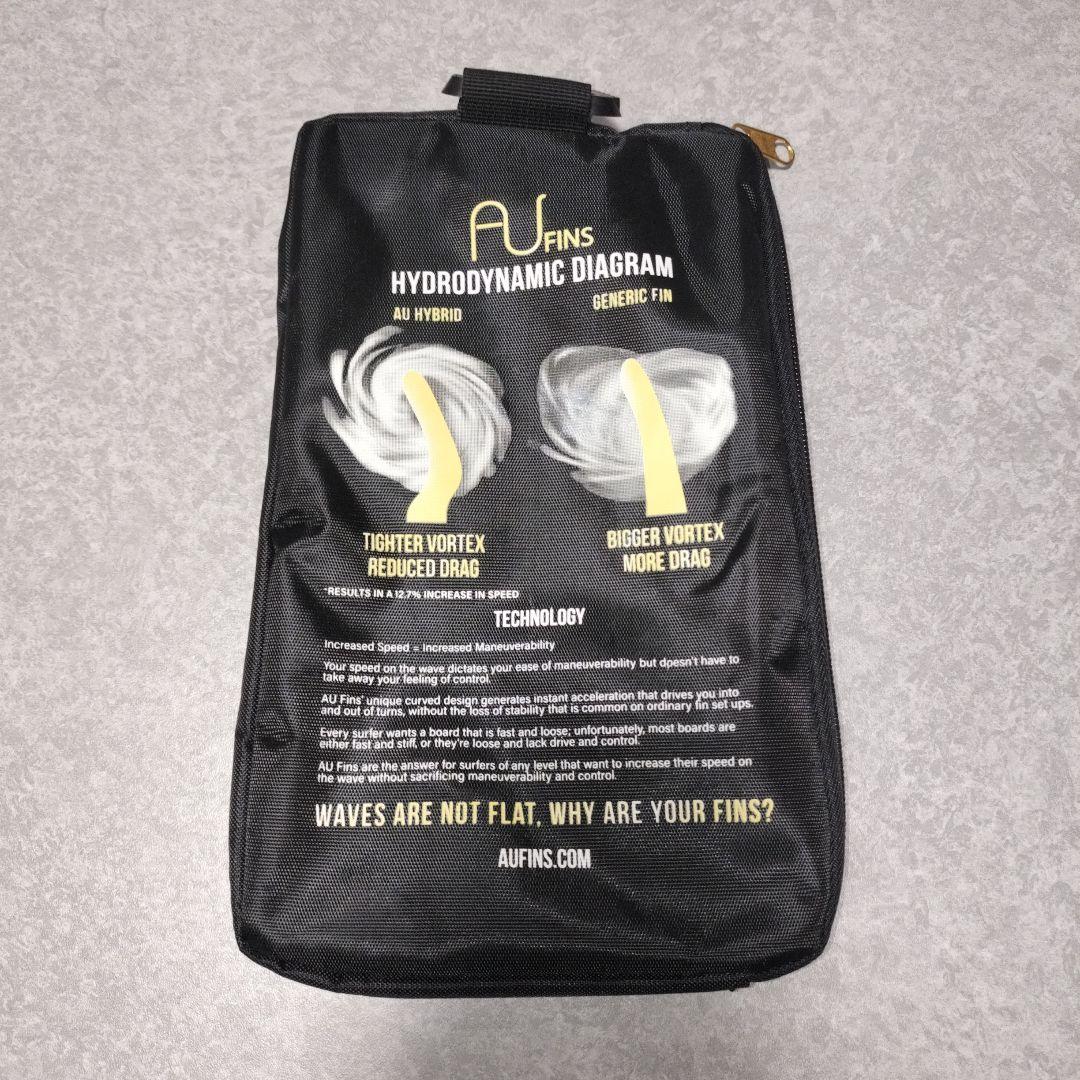 AU FINS
HYDRODYNAMIC DIAGRAM
AU HYBRID
GENERIC FIN
TIGHTER VORTEX
REDUCED DRAG
BIGGER VORTEX
MORE DRAG
*RESULTS IN A 12.7% INCREASE IN SPEED
TECHNOLOGY
Increased Speed = Increased Maneuverability
Your speed on the wave dictates your ease of maneuverability but doesn't have to
take away your feeling of control.
AU Fins' unique curved design generates instant acceleration that drives you into
and out of turns, without the loss of stability that is common on ordinary fin set ups.
Every surfer wants a board that is fast and loose; unfortunately, most boards are
either fast and stiff, or they're loose and lack drive and control.
AU Fins are the answer for surfers of any level that want to increase their speed on
the wave without sacrificing maneuverability and control.
WAVES ARE NOT FLAT, WHY ARE YOUR FINS?
AUFINS.COM